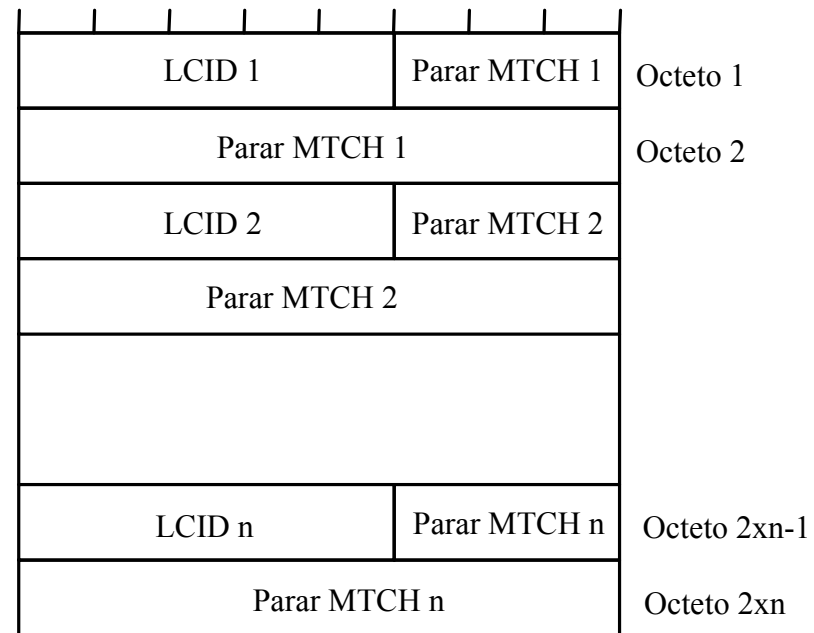 LCID 1 Parar MTCH 1 Octeto 1
Parar MTCH 1 Octeto 2
LCID 2 Parar MTCH 2
Parar MTCH 2
LCID n Parar MTCH n Octeto 2xn-1
Parar MTCH n Octeto 2xn